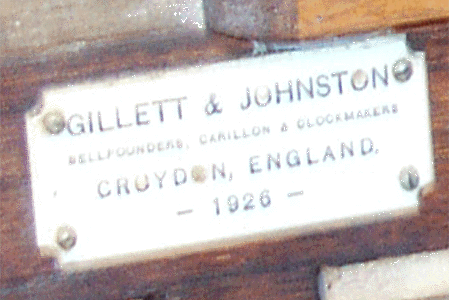 GILLETT & JOHNSTON
BELLFOUNDERS, CARILLON & CLOCKMAKERS
CROYDON, ENGLAND.
— 1926 —